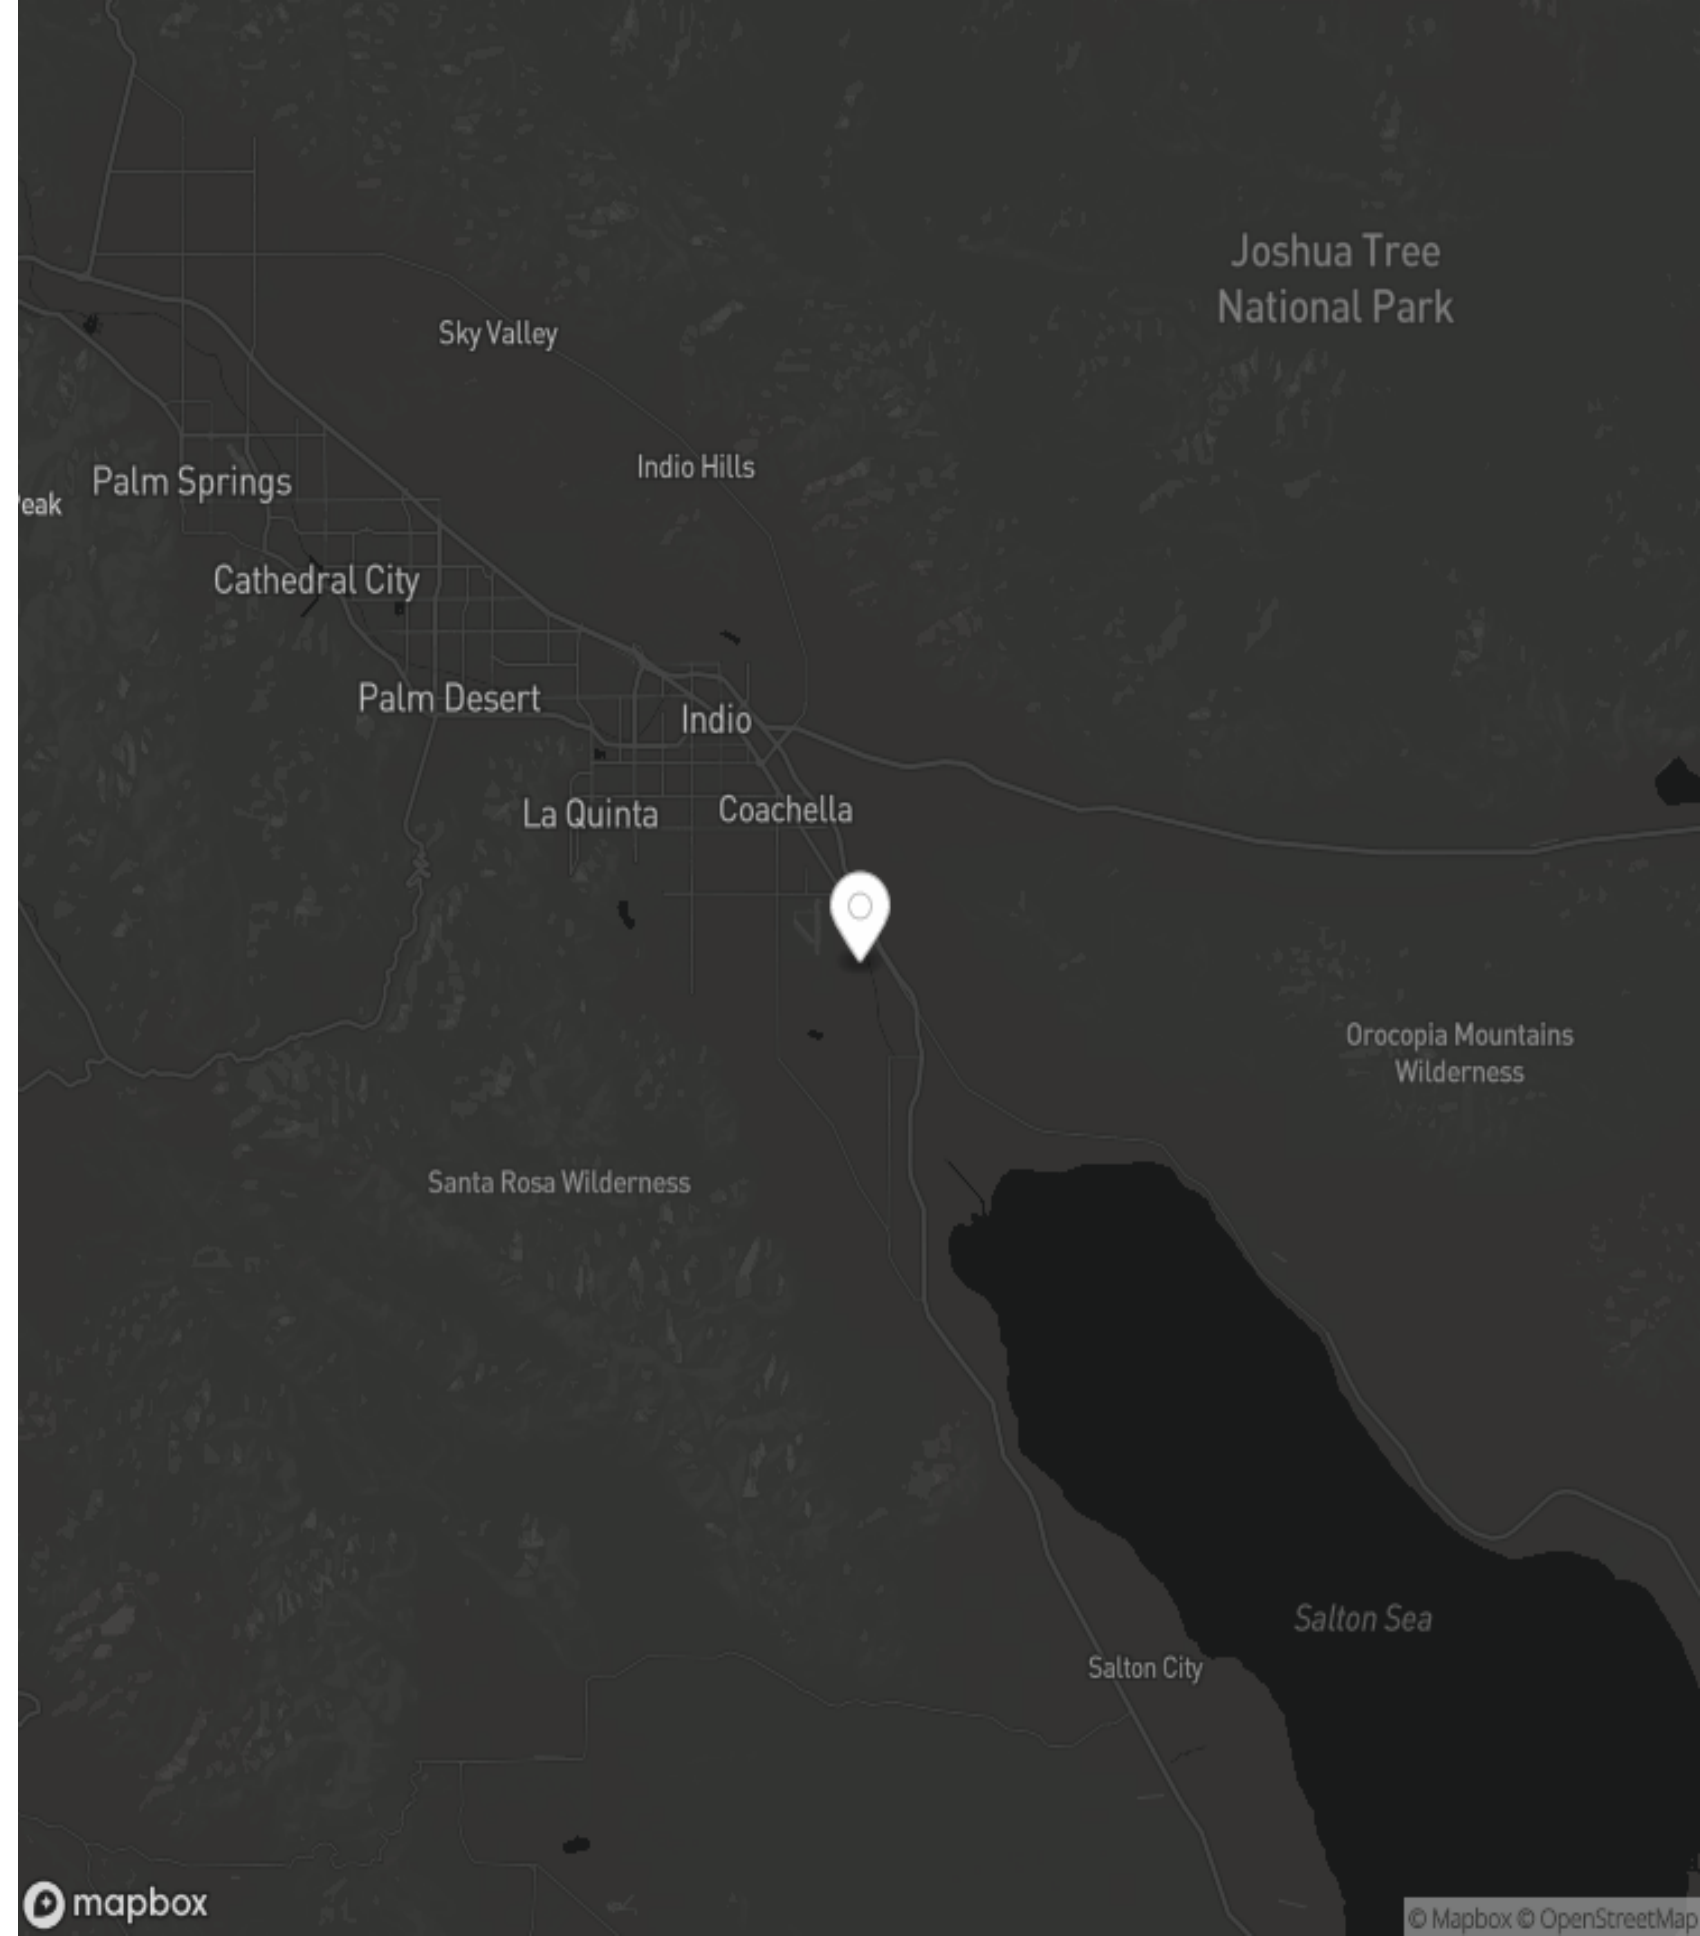 Joshua Tree
National Park
Sky Valley
Indio Hills
Palm Springs
eak
Cathedral City
Palm Desert
Indio
La Quinta
Coachella
Orocopia Mountains
Wilderness
Santa Rosa Wilderness
Salton Sea
Salton City
mapbox
© Mapbox © OpenStreetMap